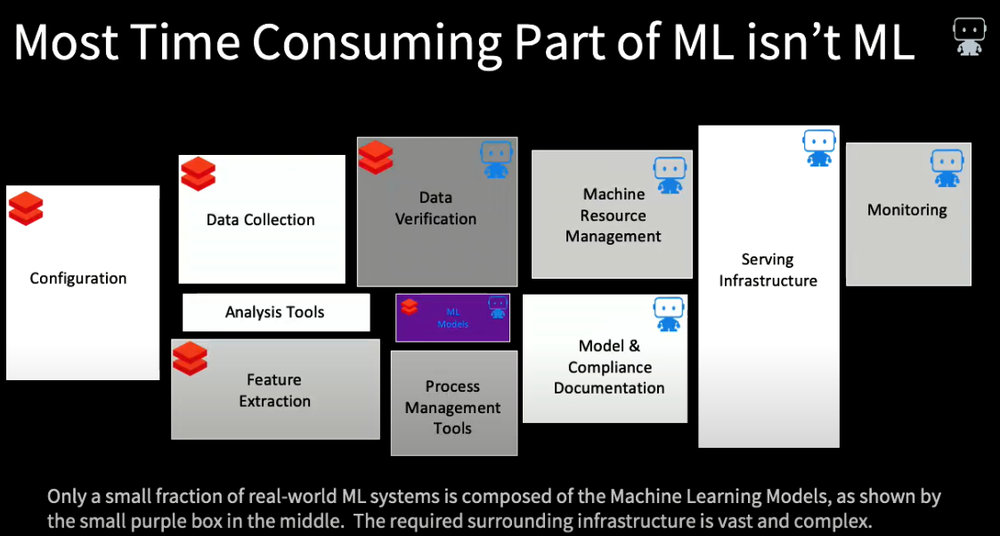 Most Time Consuming Part of ML isn’t ML
Configuration
Data Collection
Data
Verification
Machine
Resource
Management
Serving
Infrastructure
Monitoring
Analysis Tools
ML
Models
Feature
Extraction
Process
Management
Tools
Model &
Compliance
Documentation
Only a small fraction of real-world ML systems is composed of the Machine Learning Models, as shown by
the small purple box in the middle.  The required surrounding infrastructure is vast and complex.